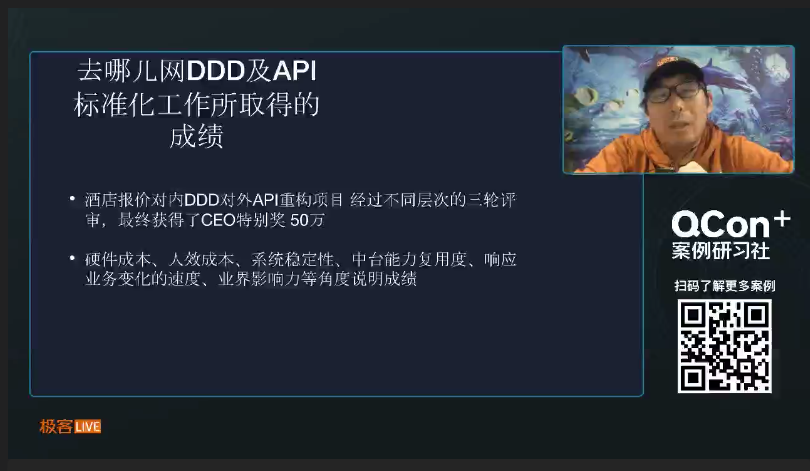 去哪儿网DDD及API
标准化工作所取得的
成绩
• 酒店报价对内DDD对外API重构项目 经过不同层次的三轮评
审，最终获得了CEO特别奖 50万
• 硬件成本、人效成本、系统稳定性、中台能力复用度、响应
业务变化的速度、业界影响力等角度说明成绩
QCon+
案例研习社
扫码了解更多案例
极客LIVE